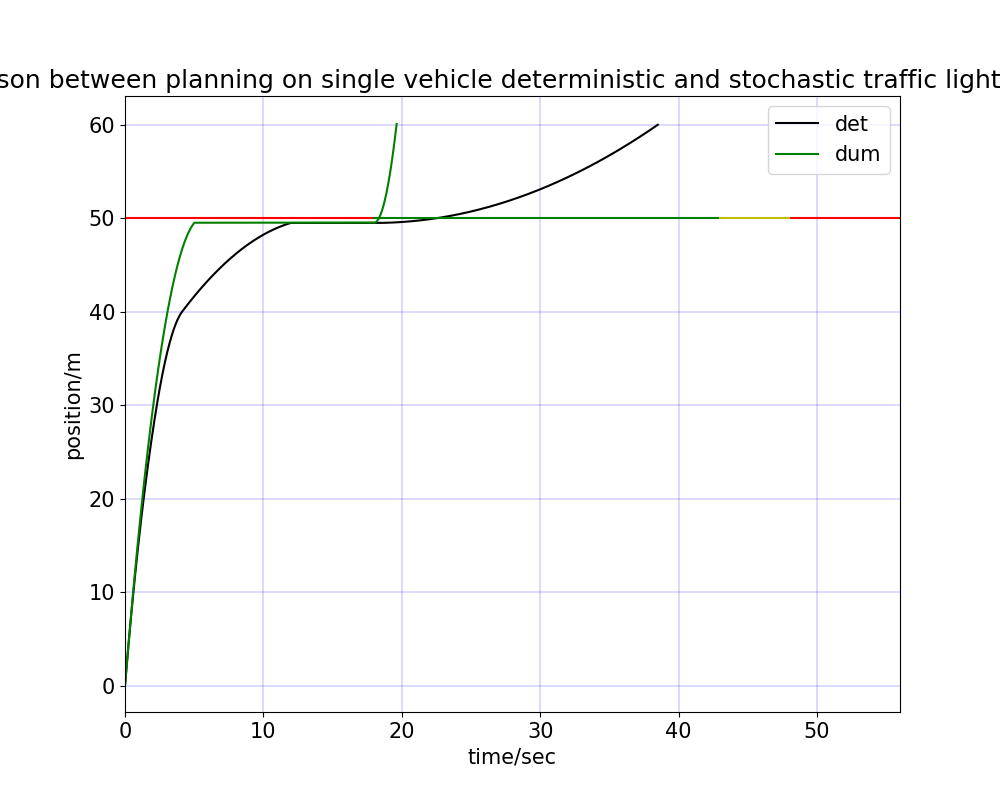 son between planning on single vehicle deterministic and stochastic traffic light
det
dum
60
50
40
30
20
10
0
position/m
0 10 20 30 40 50
time/sec